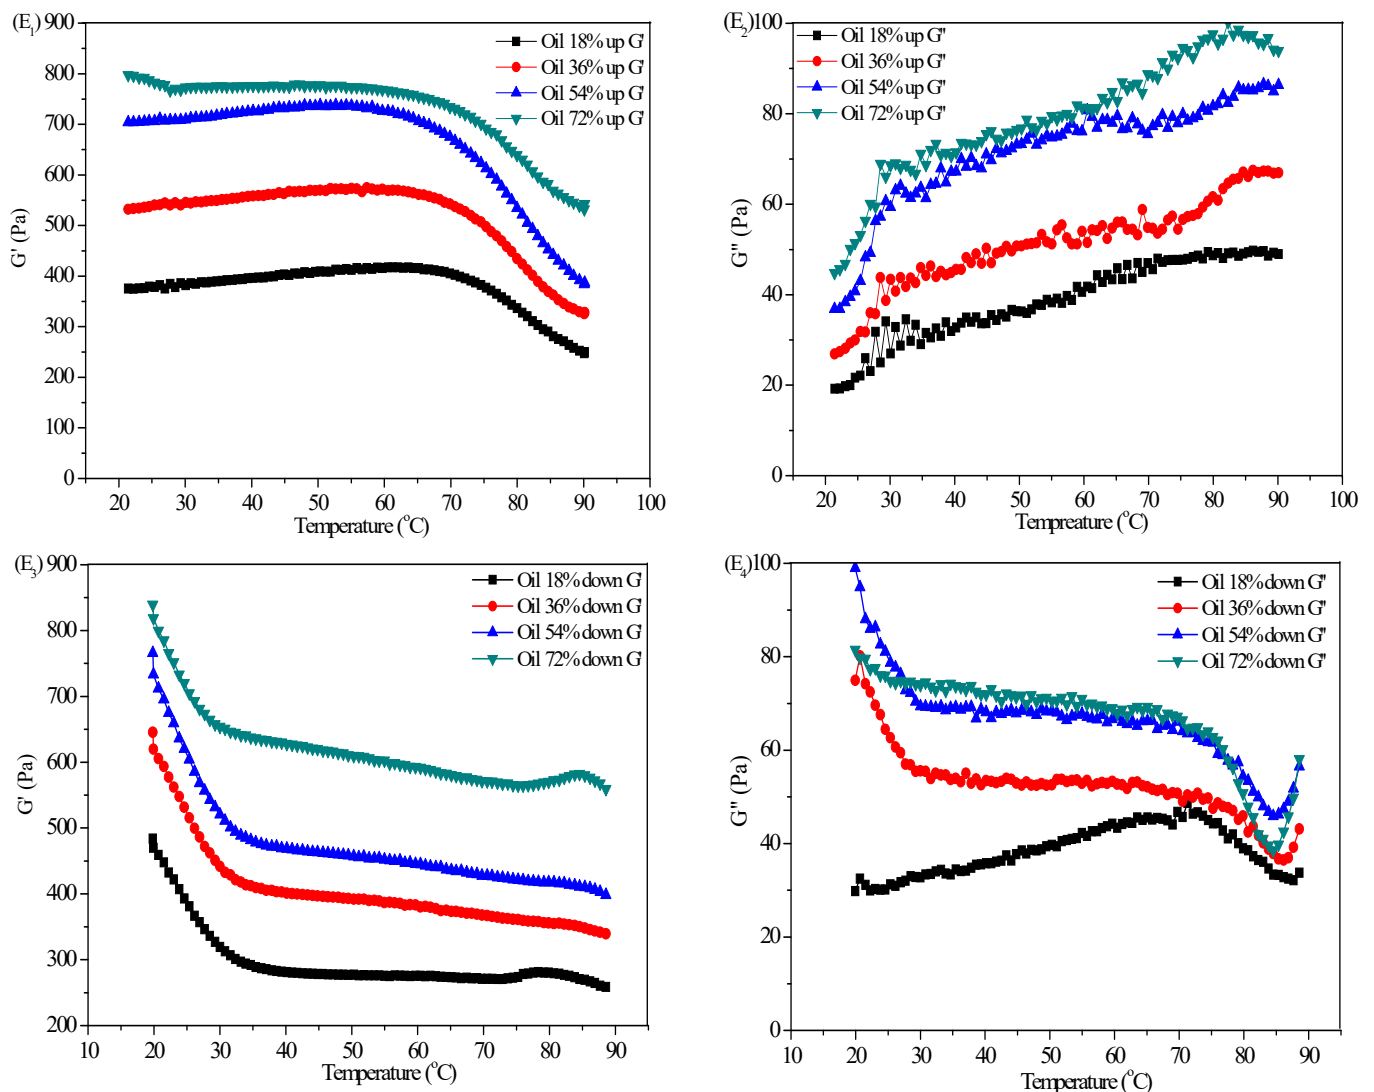 (E1)
900
800
700
600
500
400
300
200
100
0
G' (Pa)
Oil 18% up G'
Oil 36% up G'
Oil 54% up G'
Oil 72% up G'
20 30 40 50 60 70 80 90 100
Temperature (°C)
(E2)
100
80
60
40
20
0
G'' (Pa)
Oil 18% up G''
Oil 36% up G''
Oil 54% up G''
Oil 72% up G''
20 30 40 50 60 70 80 90 100
Tempreature (°C)
(E3)
900
800
700
600
500
400
300
200
G' (Pa)
Oil 18% down G'
Oil 36% down G'
Oil 54% down G'
Oil 72% down G'
10 20 30 40 50 60 70 80 90
Temperature (°C)
(E4)
100
80
60
40
20
0
G'' (Pa)
Oil 18% down G''
Oil 36% down G''
Oil 54% down G''
Oil 72% down G''
10 20 30 40 50 60 70 80 90
Temperature (°C)